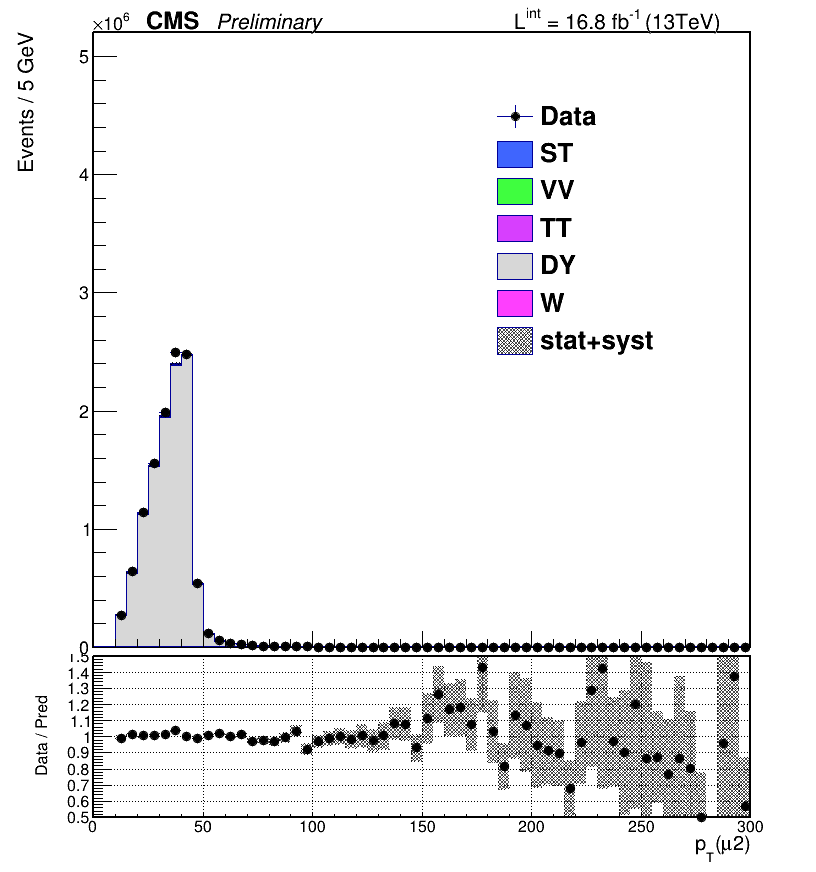 ×10⁶ CMS Preliminary L^int = 16.8 fb⁻¹ (13TeV)
Events / 5 GeV
5
4
3
2
1
0
Data
ST
VV
TT
DY
W
stat+syst
Data / Pred
1.5
1.4
1.3
1.2
1.1
1
0.9
0.8
0.7
0.6
0.5
0 50 100 150 200 250 300
p_T(μ2)